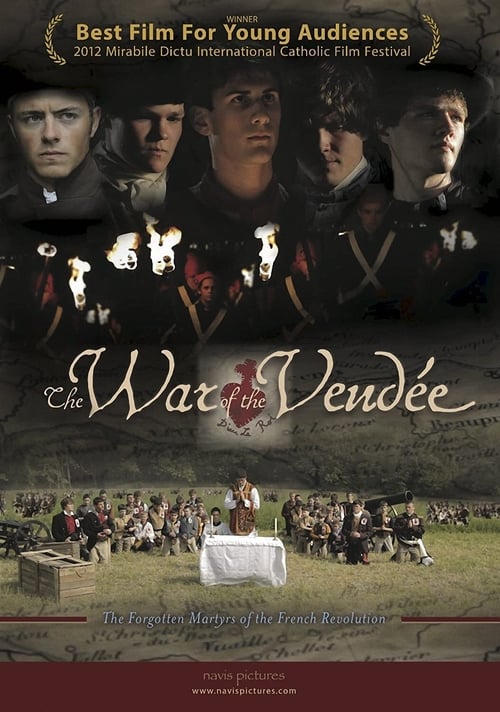 WINNER
Best Film For Young Audiences
2012 Mirabile Dictu International Catholic Film Festival
The War of the Vendée
Dieu Le Roi
The Forgotten Martyrs of the French Revolution
navis pictures
www.navispictures.com